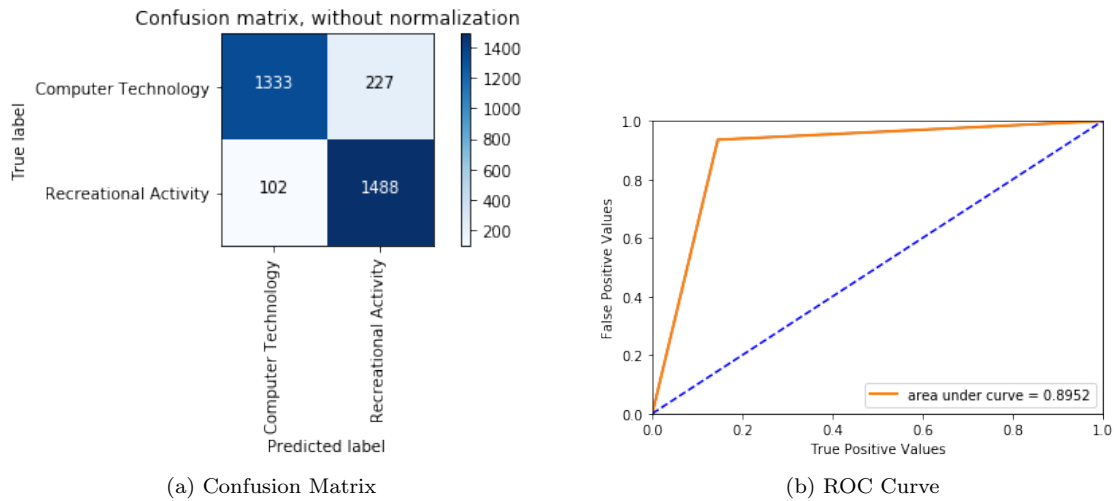 Confusion matrix, without normalization
True label
Computer Technology
Recreational Activity
1333
227
102
1488
1400
1200
1000
800
600
400
200
Computer Technology
Recreational Activity
Predicted label
(a) Confusion Matrix
False Positive Values
1.0
0.8
0.6
0.4
0.2
0.0
area under curve = 0.8952
0.0
0.2
0.4
0.6
0.8
1.0
True Positive Values
(b) ROC Curve